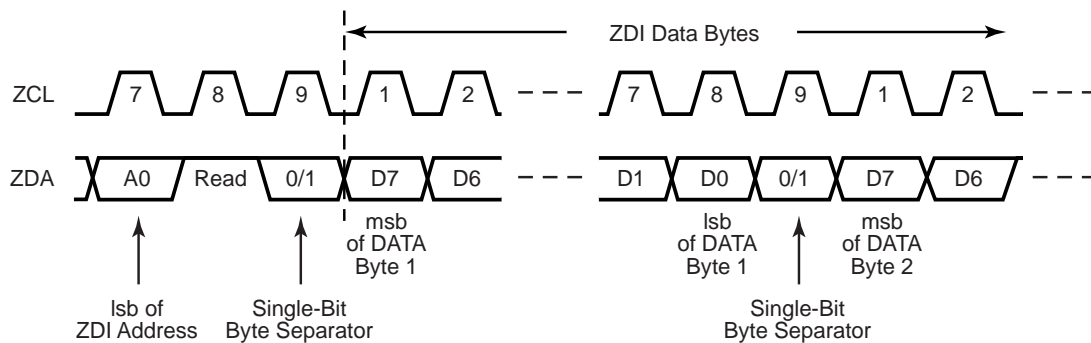 ZDI Data Bytes
ZCL 7 8 9 1 2 7 8 9 1 2
ZDA A0 Read 0/1 D7 D6 D1 D0 0/1 D7 D6
msb
of DATA
Byte 1
lsb
of DATA
Byte 1
msb
of DATA
Byte 2
lsb of
ZDI Address
Single-Bit
Byte Separator
Single-Bit
Byte Separator